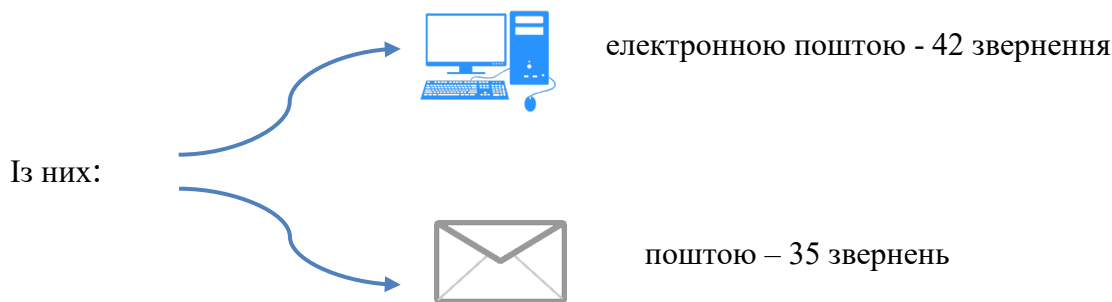 електронною поштою - 42 звернення
Із них:
поштою – 35 звернень